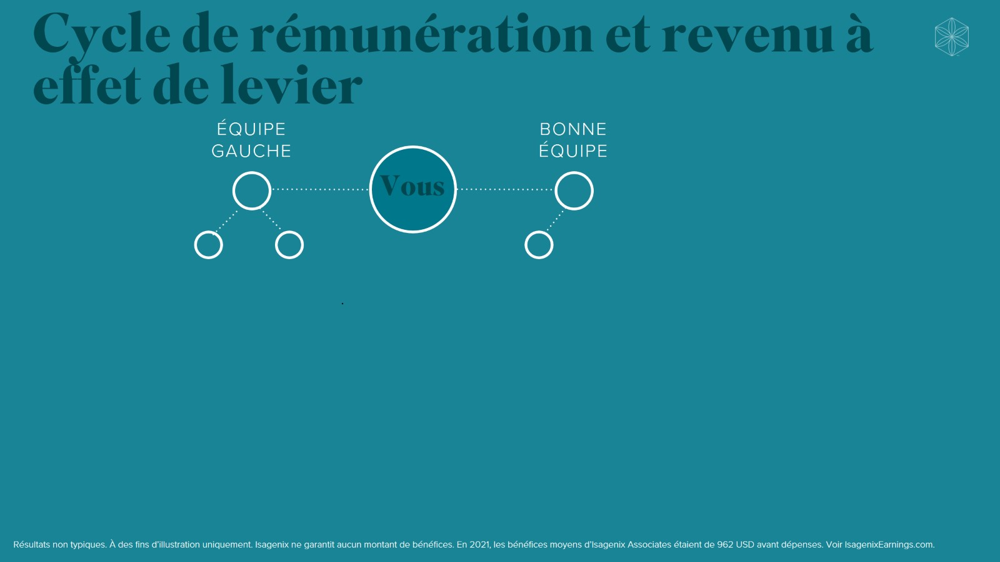 Cycle de rémunération et revenu à
effet de levier
ÉQUIPE
GAUCHE
BONNE
ÉQUIPE
Vous
Résultats non typiques. À des fins d’illustration uniquement. Isagenix ne garantit aucun montant de bénéfices. En 2021, les bénéfices moyens d’Isagenix Associates étaient de 962 USD avant dépenses. Voir IsagenixEarnings.com.